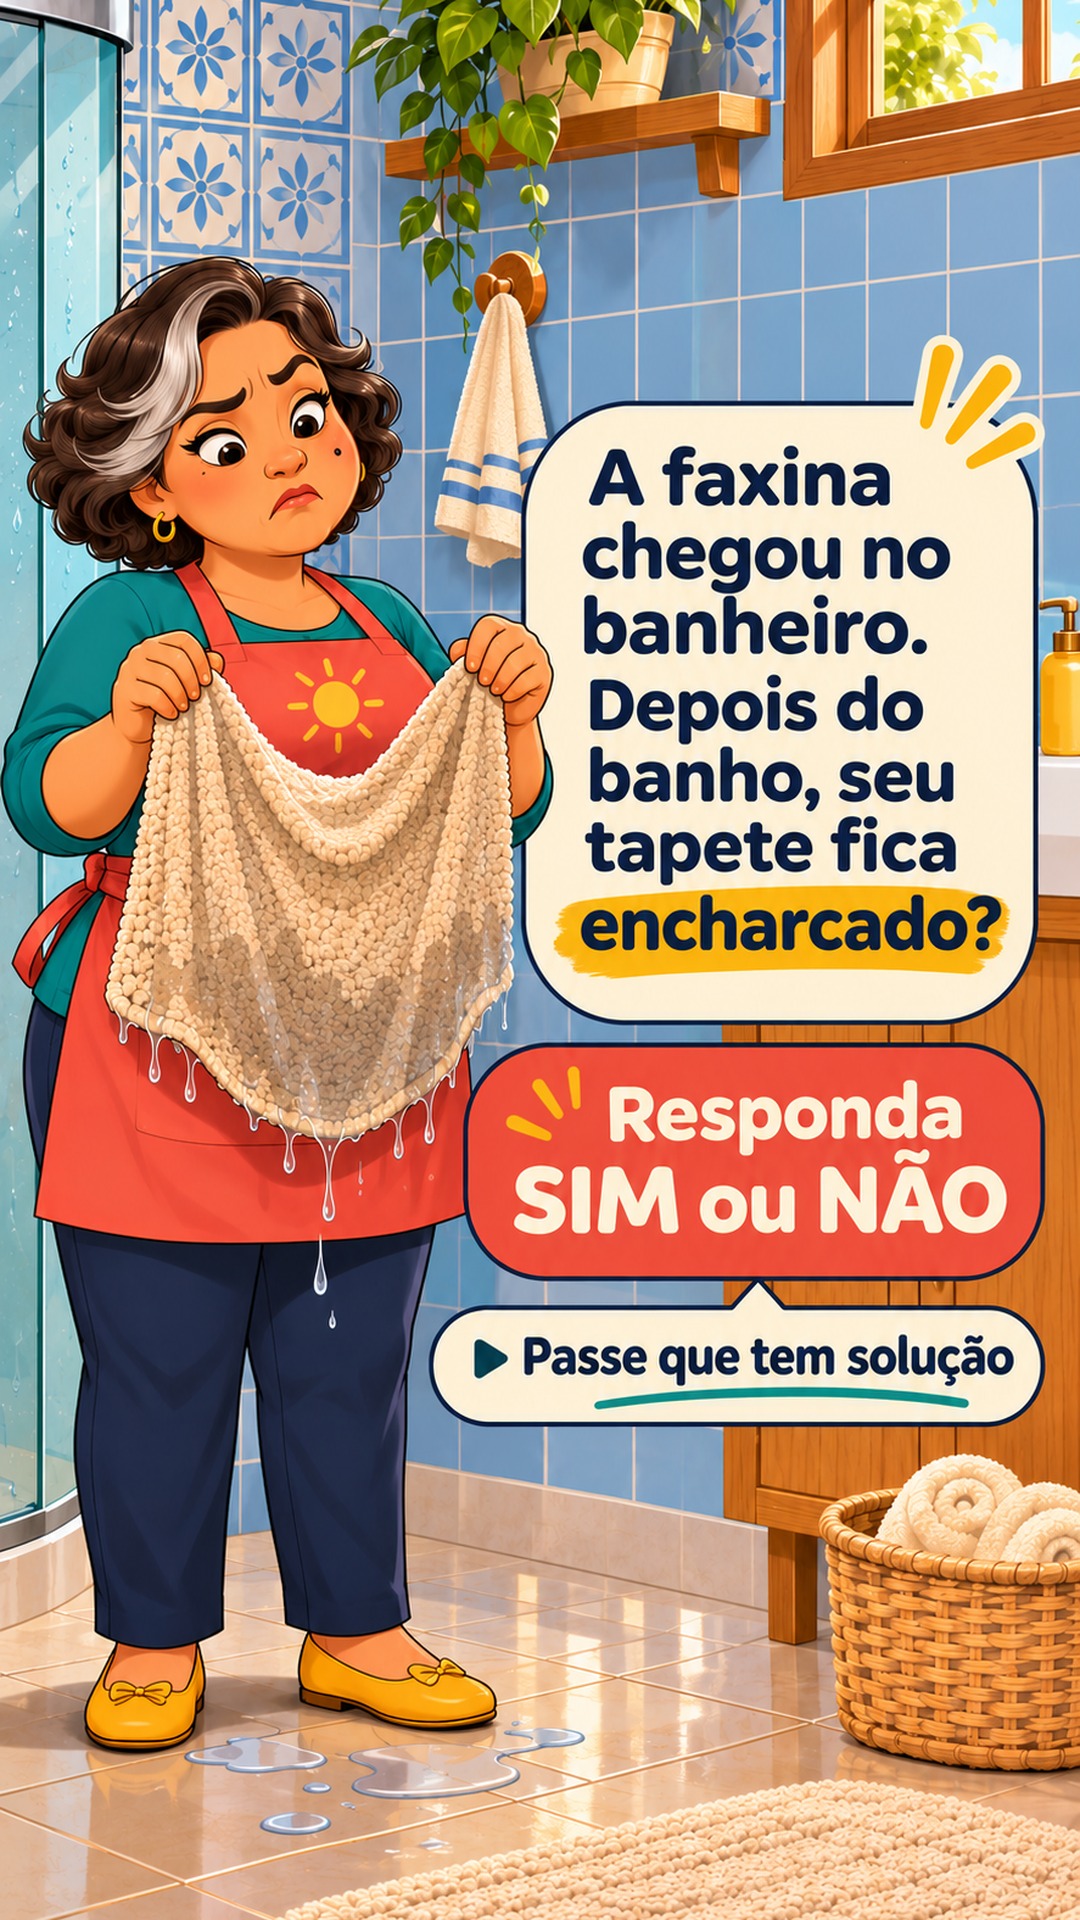 A faxina
chegou no
banheiro.
Depois do
banho, seu
tapete fica
encharcado?
Responda
SIM ou NÃO
Passe que tem solução